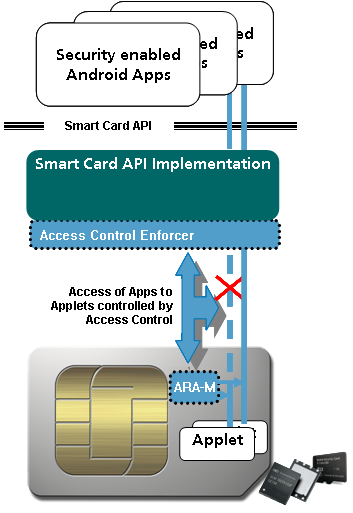 Security enabled
Android Apps
ed
s
ed
s
Smart Card API
Smart Card API Implementation
Access Control Enforcer
Access of Apps to
Applets controlled by
Access Control
ARA-M
Applet